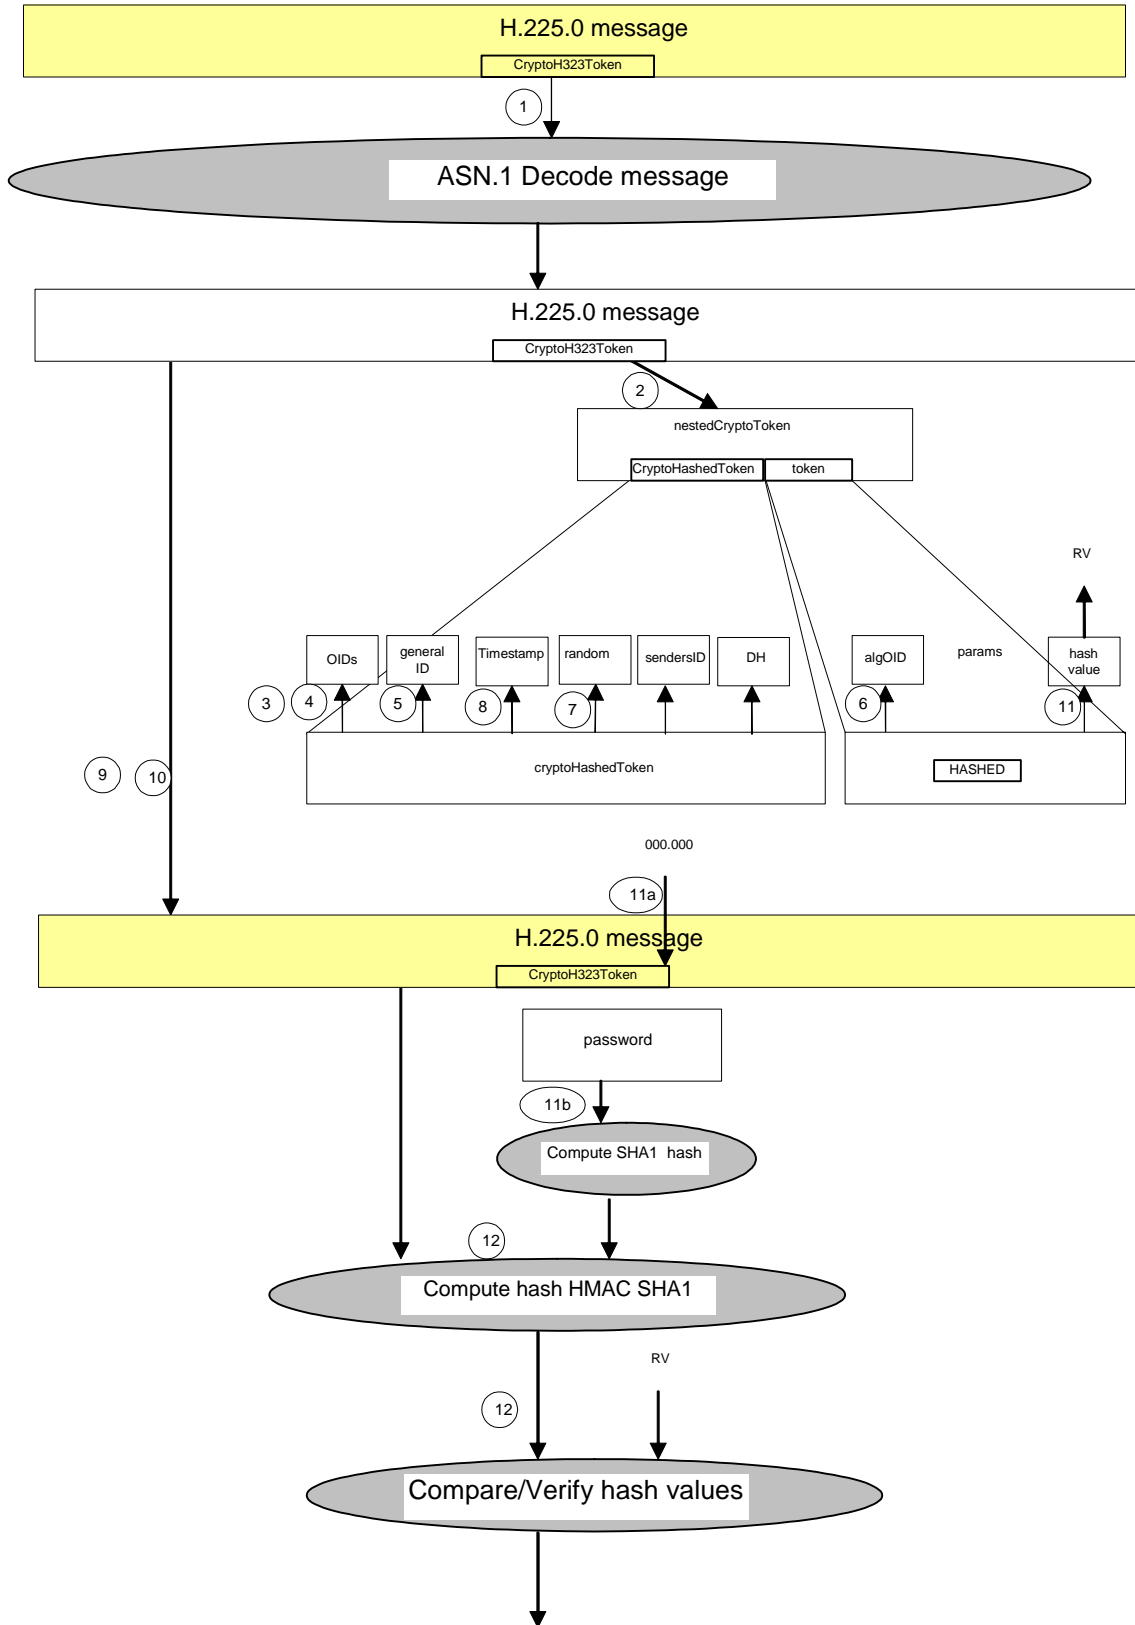 H.225.0 message
CryptoH323Token
1
ASN.1 Decode message
H.225.0 message
CryptoH323Token
2
nestedCryptoToken
CryptoHashedToken token
RV
OIDs general ID Timestamp random sendersID DH algOID params hash value
3 4 5 8 7 6 11
cryptoHashedToken HASHED
9 10
000.000
11a
H.225.0 message
CryptoH323Token
password
11b
Compute SHA1 hash
12
Compute hash HMAC SHA1
RV
12
Compare/Verify hash values